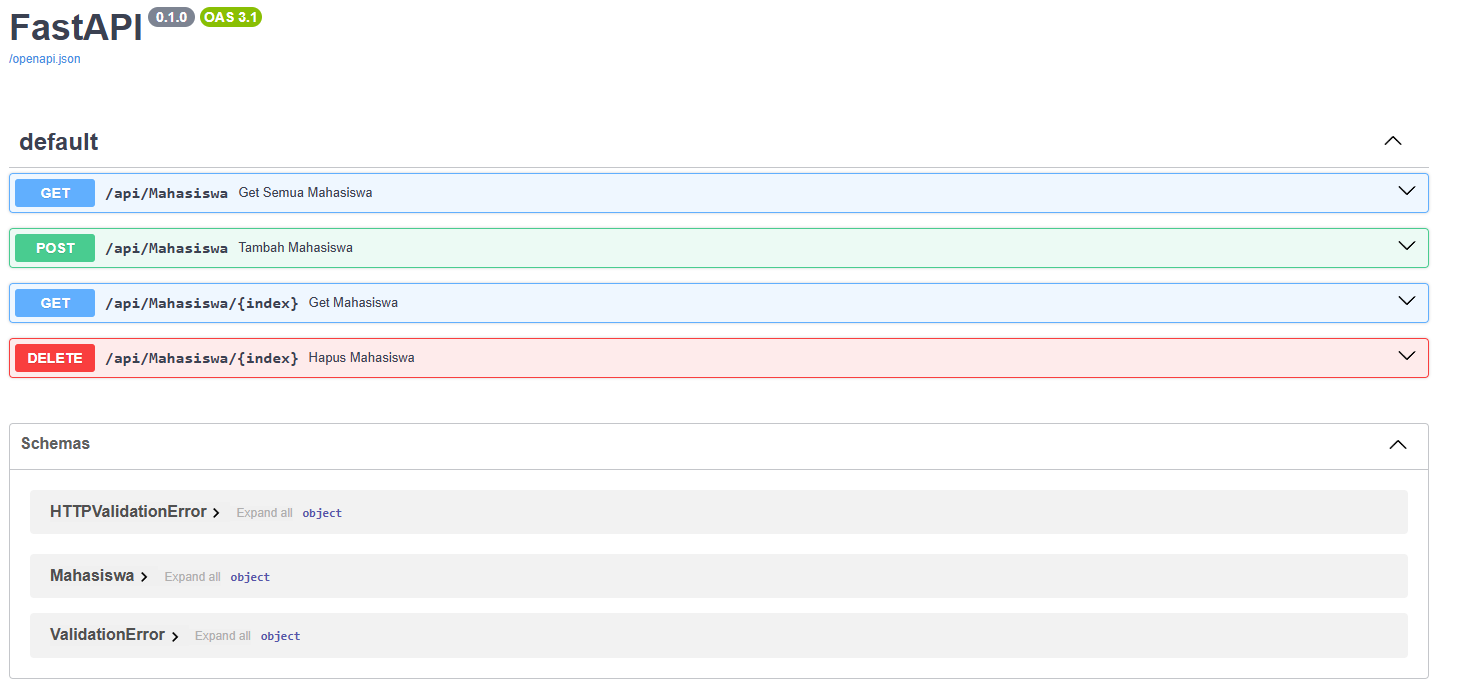 FastAPI 0.1.0 OAS 3.1
/openapi.json
default
GET /api/Mahasiswa Get Semua Mahasiswa
POST /api/Mahasiswa Tambah Mahasiswa
GET /api/Mahasiswa/{index} Get Mahasiswa
DELETE /api/Mahasiswa/{index} Hapus Mahasiswa
Schemas
HTTPValidationError Expand all object
Mahasiswa Expand all object
ValidationError Expand all object